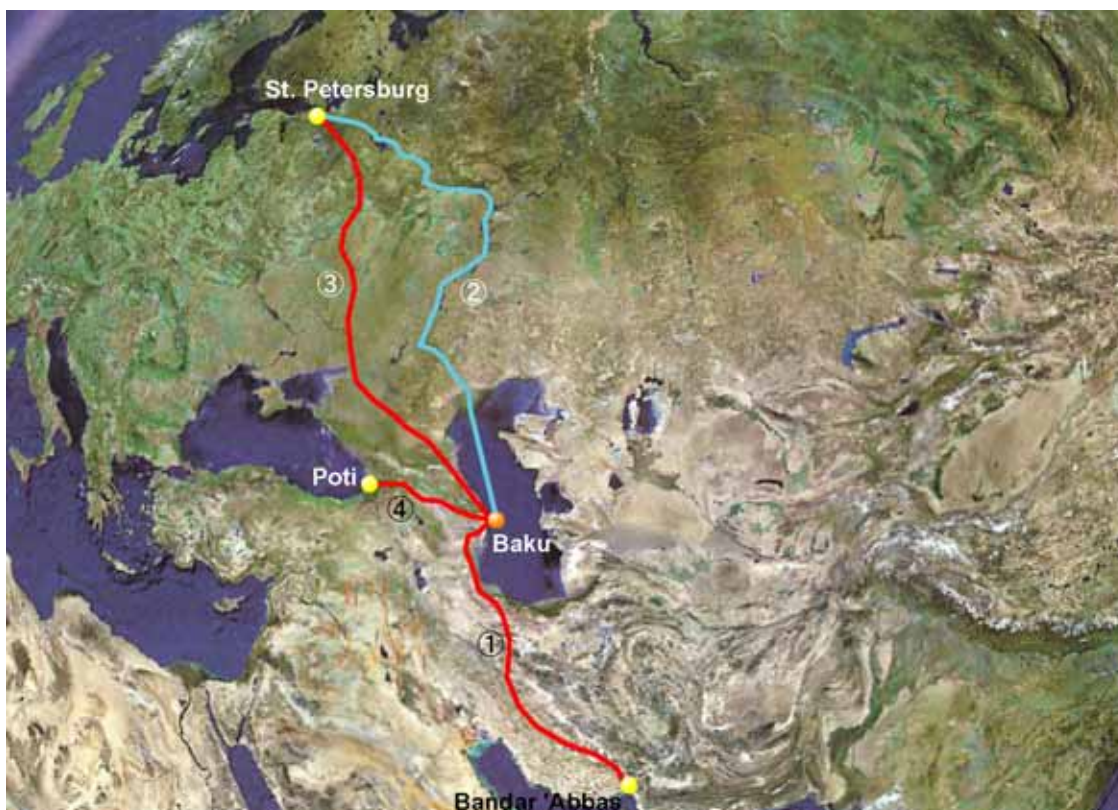 St. Petersburg
③
②
Poti
④
Baku
①
Bandar 'Abbas